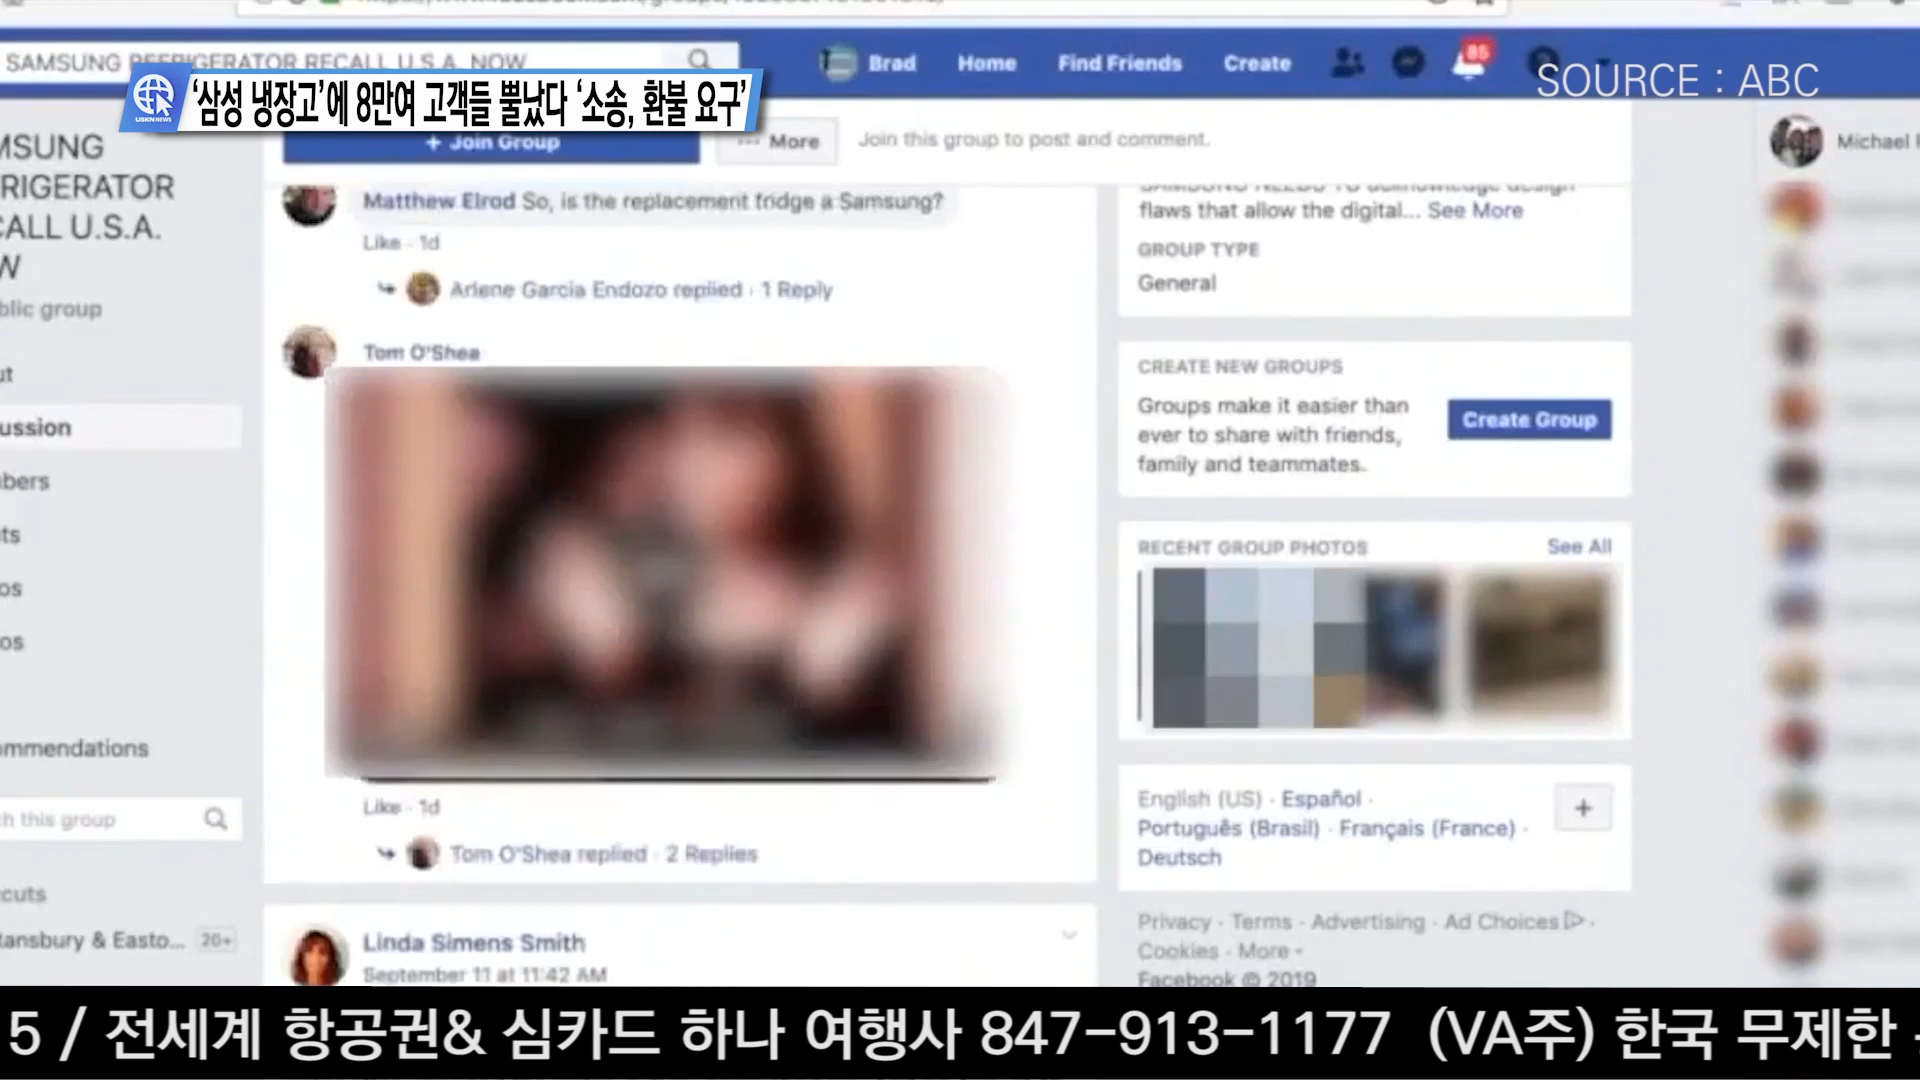 SAMSUNG REFRIGERATOR RECALL U.S.A. NOW
Brad
Home
Find Friends
Create
85
SOURCE : ABC
USKN NEWS
‘삼성 냉장고’에 8만여 고객들 뿔났다 ‘소송, 환불 요구’
MSUNG
RIGERATOR
CALL U.S.A.
W
blic group
ut
ussion
bers
ts
os
os
ommendations
ch this group
cuts
tansbury & Easto... 20+
+ Join Group
··· More
Join this group to post and comment.
Matthew Elrod So, is the replacement fridge a Samsung?
Like · 1d
Arlene Garcia Endozo replied · 1 Reply
Tom O'Shea
Like · 1d
Tom O'Shea replied · 2 Replies
Linda Simens Smith
September 11 at 11:42 AM
SAMSUNG NEEDS TO acknowledge design
flaws that allow the digital... See More
GROUP TYPE
General
CREATE NEW GROUPS
Groups make it easier than
ever to share with friends,
family and teammates.
Create Group
RECENT GROUP PHOTOS
See All
English (US) · Español ·
Português (Brasil) · Français (France) ·
Deutsch
+
Privacy · Terms · Advertising · Ad Choices ·
Cookies · More
Facebook © 2019
Michael
5 / 전세계 항공권& 심카드 하나 여행사 847-913-1177 (VA주) 한국 무제한